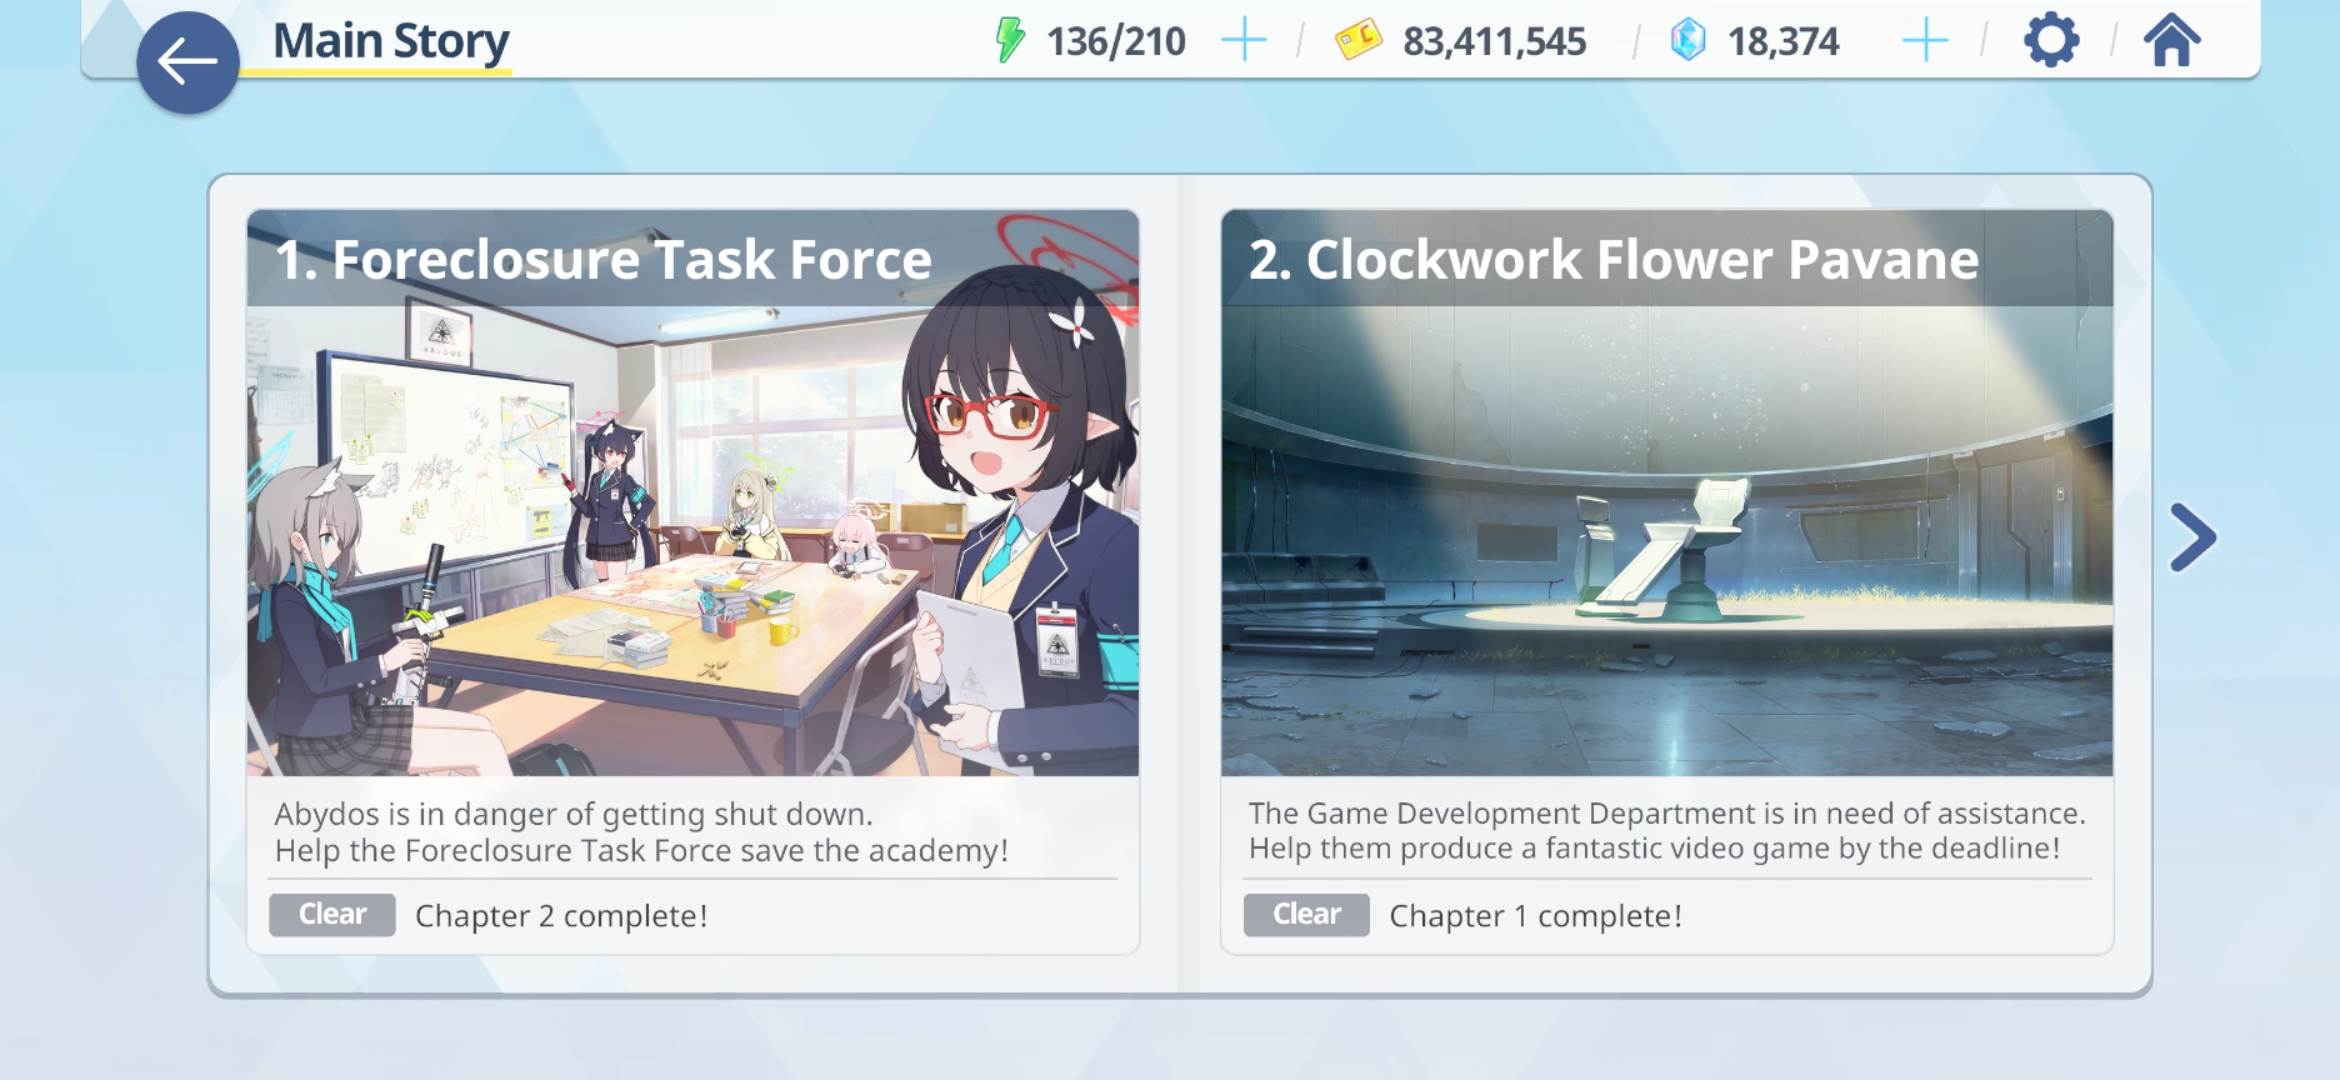 Main Story
136/210
83,411,545
18,374
1. Foreclosure Task Force
ABYDOS
ABYDOS
Abydos is in danger of getting shut down.
Help the Foreclosure Task Force save the academy!
Clear
Chapter 2 complete!
2. Clockwork Flower Pavane
The Game Development Department is in need of assistance.
Help them produce a fantastic video game by the deadline!
Clear
Chapter 1 complete!